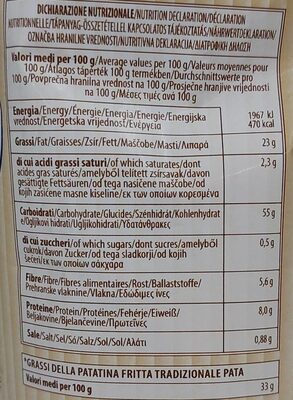 DICHIARAZIONE NUTRIZIONALE/NUTRITION DECLARATION/DÉCLARATION
NUTRITIONNELLE/TÁPANYAG-ÖSSZETÉTELLEL KAPCSOLATOS TÁJÉKOZTATÁS/NÄHRWERTDEKLARATION/
OZNAČBA HRANILNE VREDNOSTI/NUTRITIVNA DEKLARACIJA/ΔΙΑΤΡΟΦΙΚΗ ΔΗΛΩΣΗ
Valori medi per 100 g/Average values per 100 g/Valeurs moyennes pour
100 g/Átlagos tápérték 100 g termékben/Durchschnittswerte pro
100 g/Povprečna hranilna vrednost na 100 g/Prosječne hranjive vrijednosti
na 100 g/Μέσες τιμές ανά 100 g
Energia/Energy/Énergie/Energia/Energie/Energijska 1967 kJ
vrednost/Energetska vrijednost/Ενέργεια 470 kcal
Grassi/Fat/Graisses/Zsír/Fett/Maščobe/Masti/Λιπαρά 23 g
di cui acidi grassi saturi/of which saturates/dont 2,3 g
acides gras saturés/amelyből telített zsírsavak/davon
gesättigte Fettsäuren/od tega nasičene maščobe/od
kojih zasićene masne kiseline/εκ των οποίων κορεσμένα
Carboidrati/Carbohydrate/Glucides/Szénhidrát/Kohlenhydrat 55 g
e/Ogljikovi hidrati/Ugljikohidrati/Υδατάνθρακες
di cui zuccheri/of which sugars/dont sucres/amelyből 0,5 g
cukrok/davon Zucker/od tega sladkorji/od kojih
šećeri/εκ των οποίων σάκχαρα
Fibre/Fibre/Fibres alimentaires/Rost/Ballaststoffe/ 5,6 g
Prehranske vlaknine/Vlakna/Εδώδιμες ίνες
Proteine/Protein/Protéines/Fehérje/Eiweiß/ 8,0 g
Beljakovine/Bjelančevine/Πρωτεΐνες
Sale/Salt/Sel/Só/Salz/Sol/Sol/Αλάτι 0,88 g
*GRASSI DELLA PATATINA FRITTA TRADIZIONALE PATA
Valori medi per 100 g 33 g